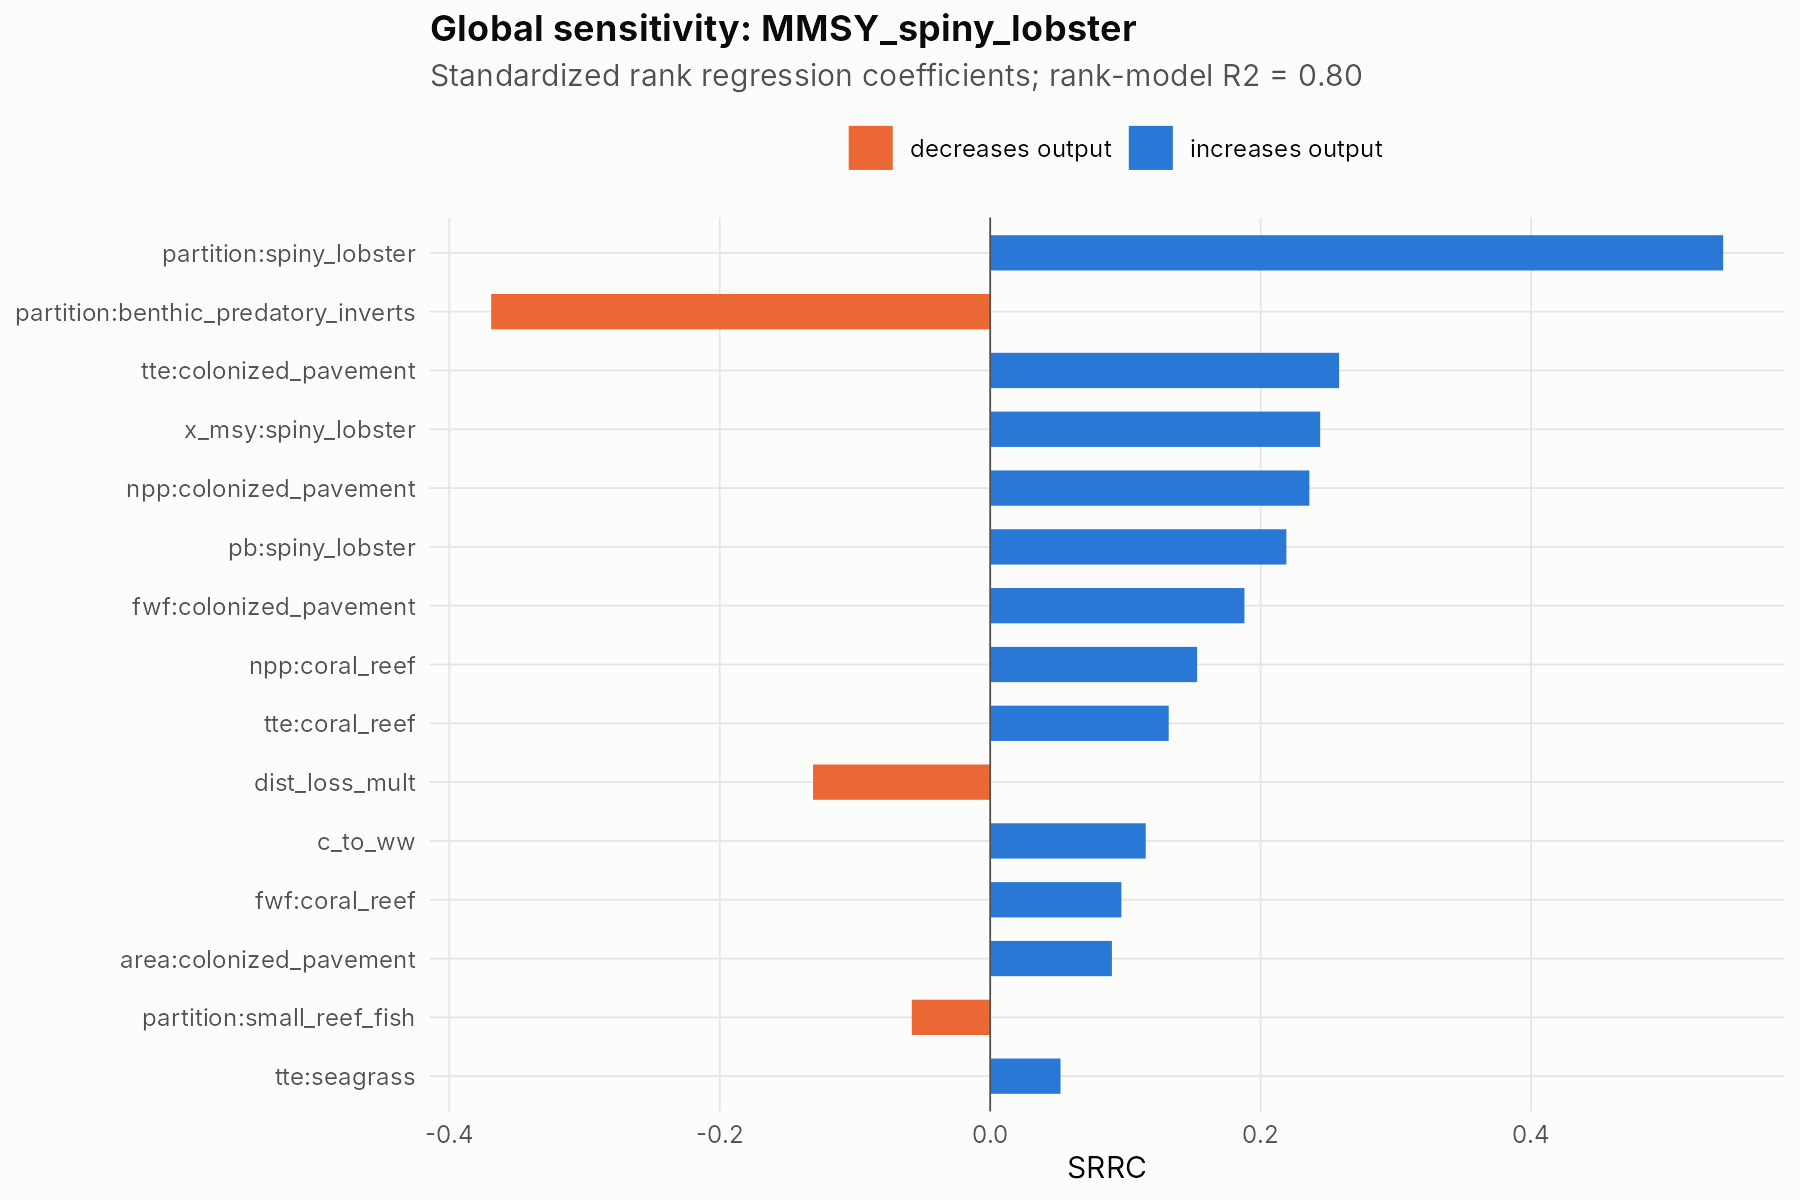 Global sensitivity: MMSY_spiny_lobster
Standardized rank regression coefficients; rank-model R2 = 0.80
decreases output increases output
partition:spiny_lobster
partition:benthic_predatory_inverts
tte:colonized_pavement
x_msy:spiny_lobster
npp:colonized_pavement
pb:spiny_lobster
fwf:colonized_pavement
npp:coral_reef
tte:coral_reef
dist_loss_mult
c_to_ww
fwf:coral_reef
area:colonized_pavement
partition:small_reef_fish
tte:seagrass
-0.4 -0.2 0.0 0.2 0.4
SRRC